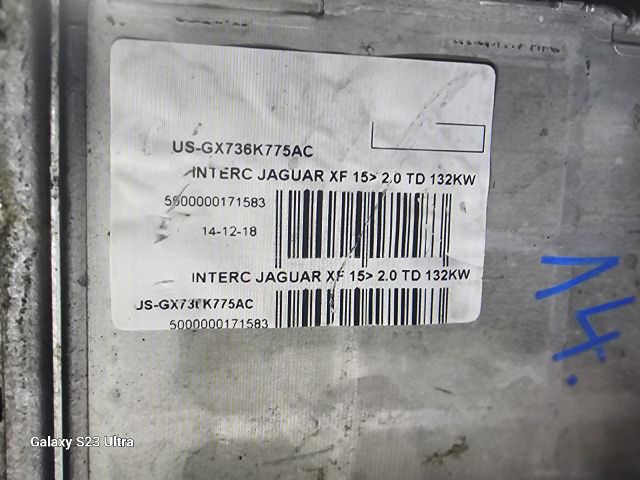 US-GX736K775AC
INTERC JAGUAR XF 15> 2.0 TD 132KW
5000000171583
14-12-18
INTERC JAGUAR XF 15> 2.0 TD 132KW
US-GX736K775AC
5000000171583
14.
Galaxy S23 Ultra